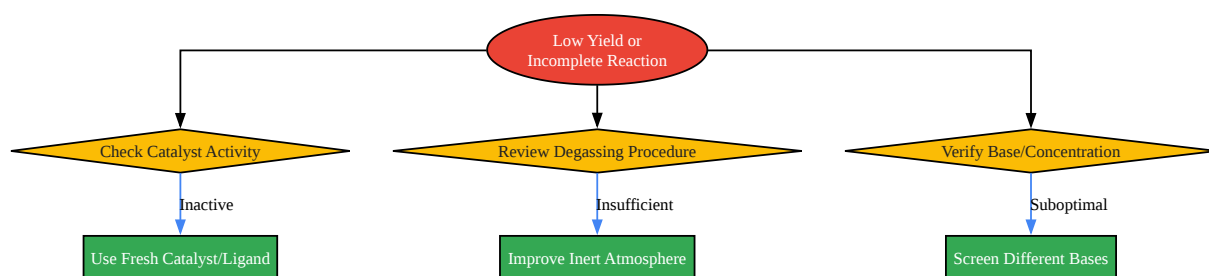 Low Yield or
Incomplete Reaction
Check Catalyst Activity
Review Degassing Procedure
Verify Base/Concentration
Inactive
Insufficient
Suboptimal
Use Fresh Catalyst/Ligand
Improve Inert Atmosphere
Screen Different Bases